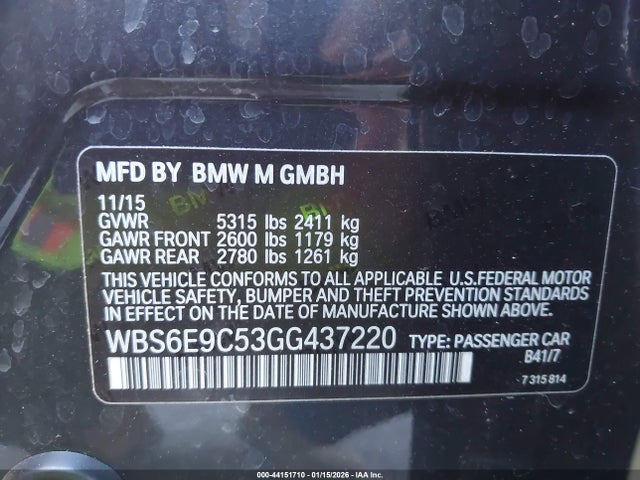 MFD BY BMW M GMBH
11/15
GVWR 5315 lbs 2411 kg
GAWR FRONT 2600 lbs 1179 kg
GAWR REAR 2780 lbs 1261 kg
THIS VEHICLE CONFORMS TO ALL APPLICABLE U.S.FEDERAL MOTOR
VEHICLE SAFETY, BUMPER AND THEFT PREVENTION STANDARDS
IN EFFECT ON THE DATE OF MANUFACTURE SHOWN ABOVE.
WBS6E9C53GG437220 TYPE: PASSENGER CAR
B41/7
7 315 814
000-44151710 - 01/15/2026 - IAA Inc.